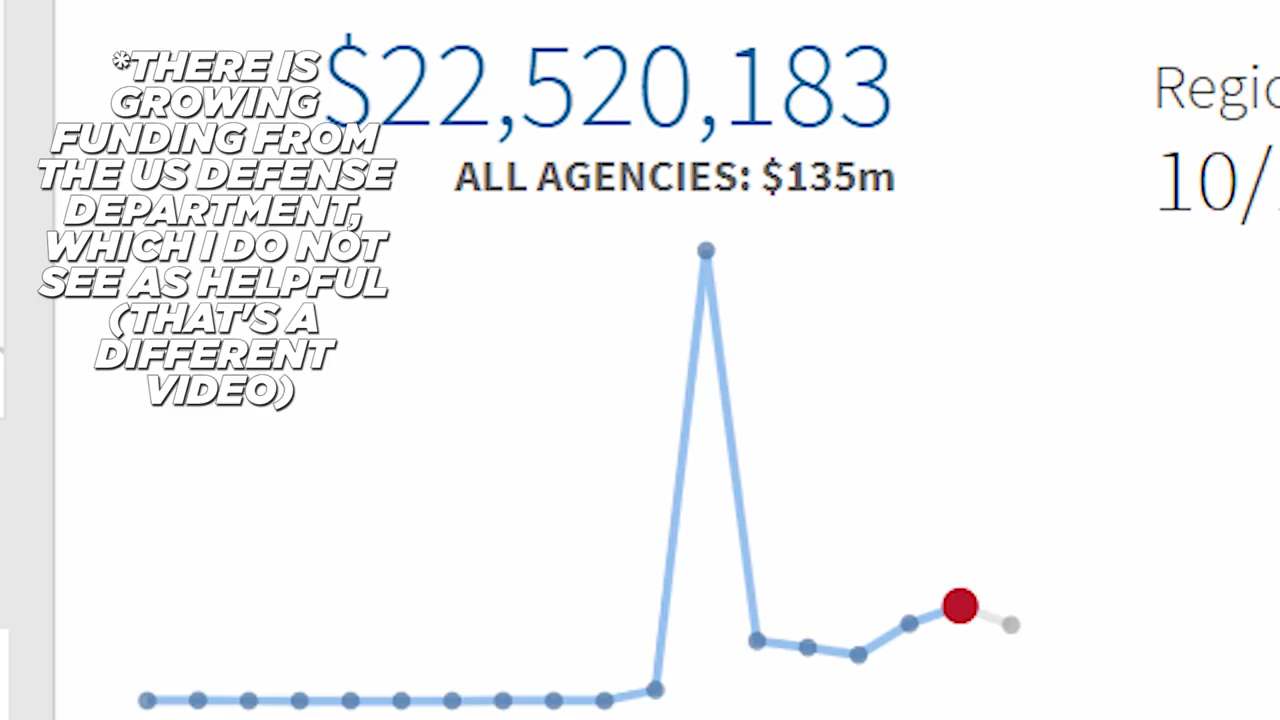 *THERE IS
GROWING
FUNDING FROM
THE US DEFENSE
DEPARTMENT,
WHICH I DO NOT
SEE AS HELPFUL
(THAT'S A
DIFFERENT
VIDEO)
$22,520,183
ALL AGENCIES: $135m